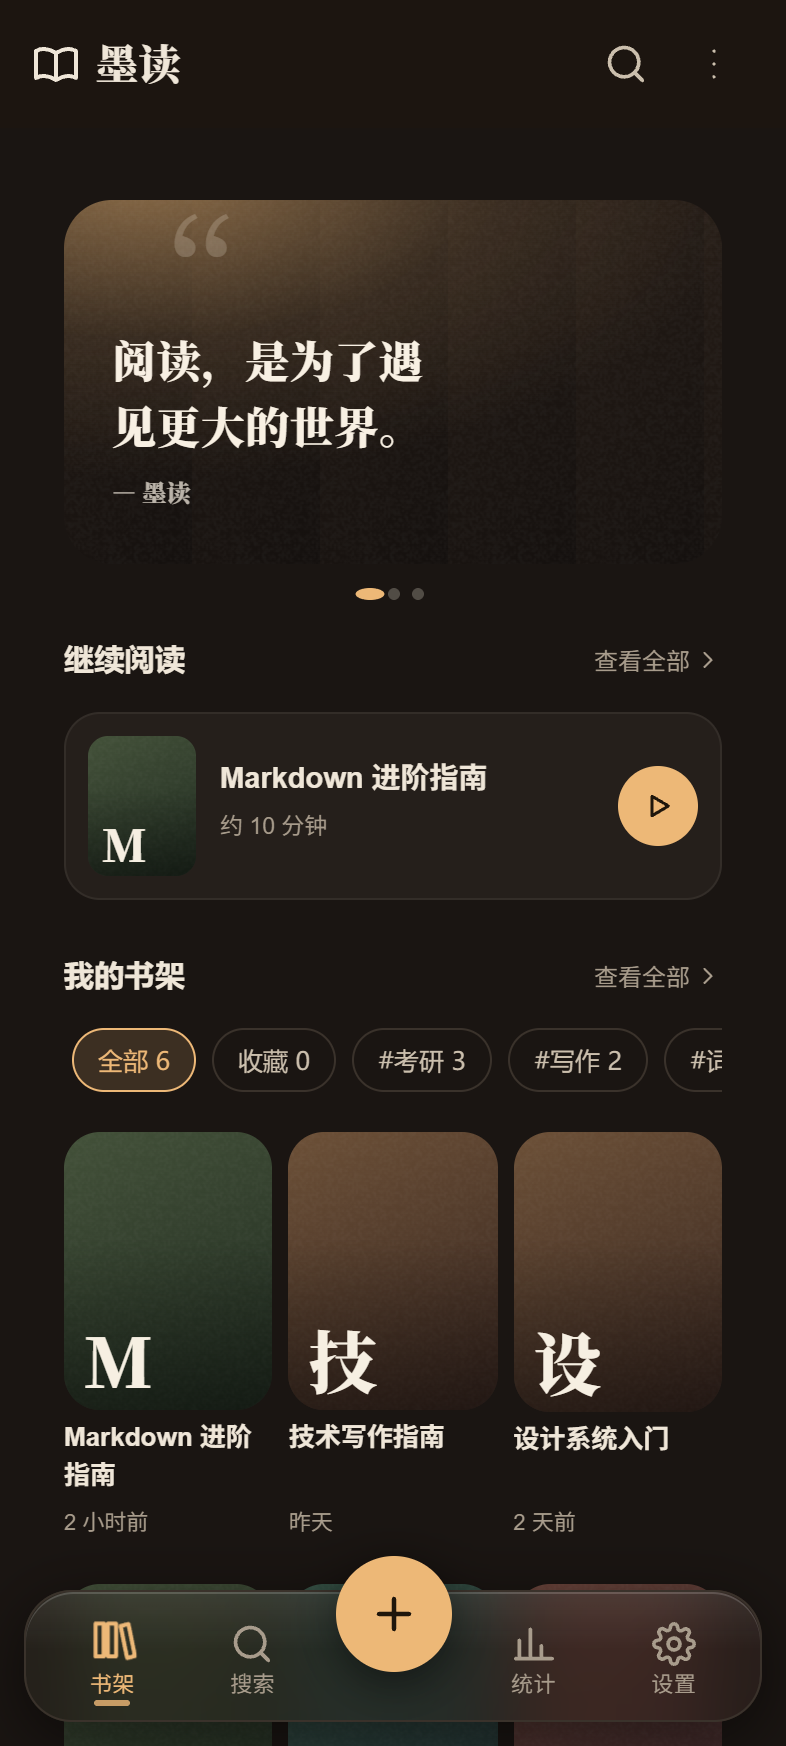 墨读
“
阅读，是为了遇
见更大的世界。
— 墨读
继续阅读
查看全部
M
Markdown 进阶指南
约 10 分钟
我的书架
查看全部
全部 6
收藏 0
#考研 3
#写作 2
#词
M
技
设
Markdown 进阶
指南
技术写作指南
设计系统入门
2 小时前
昨天
2 天前
书架
搜索
统计
设置